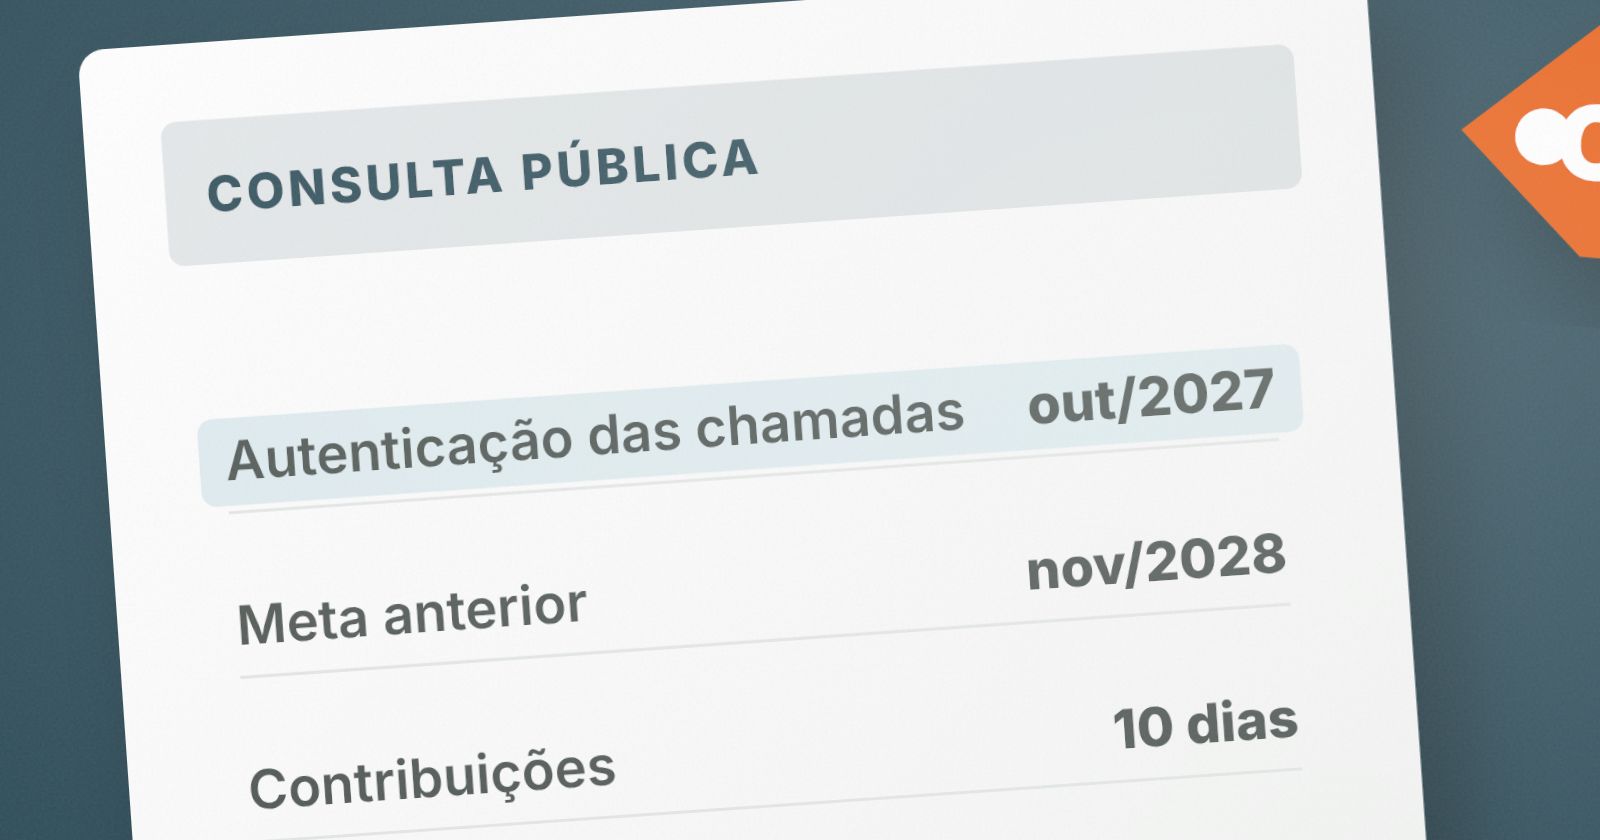 CONSULTA PÚBLICA
Autenticação das chamadas out/2027
Meta anterior nov/2028
Contribuições 10 dias